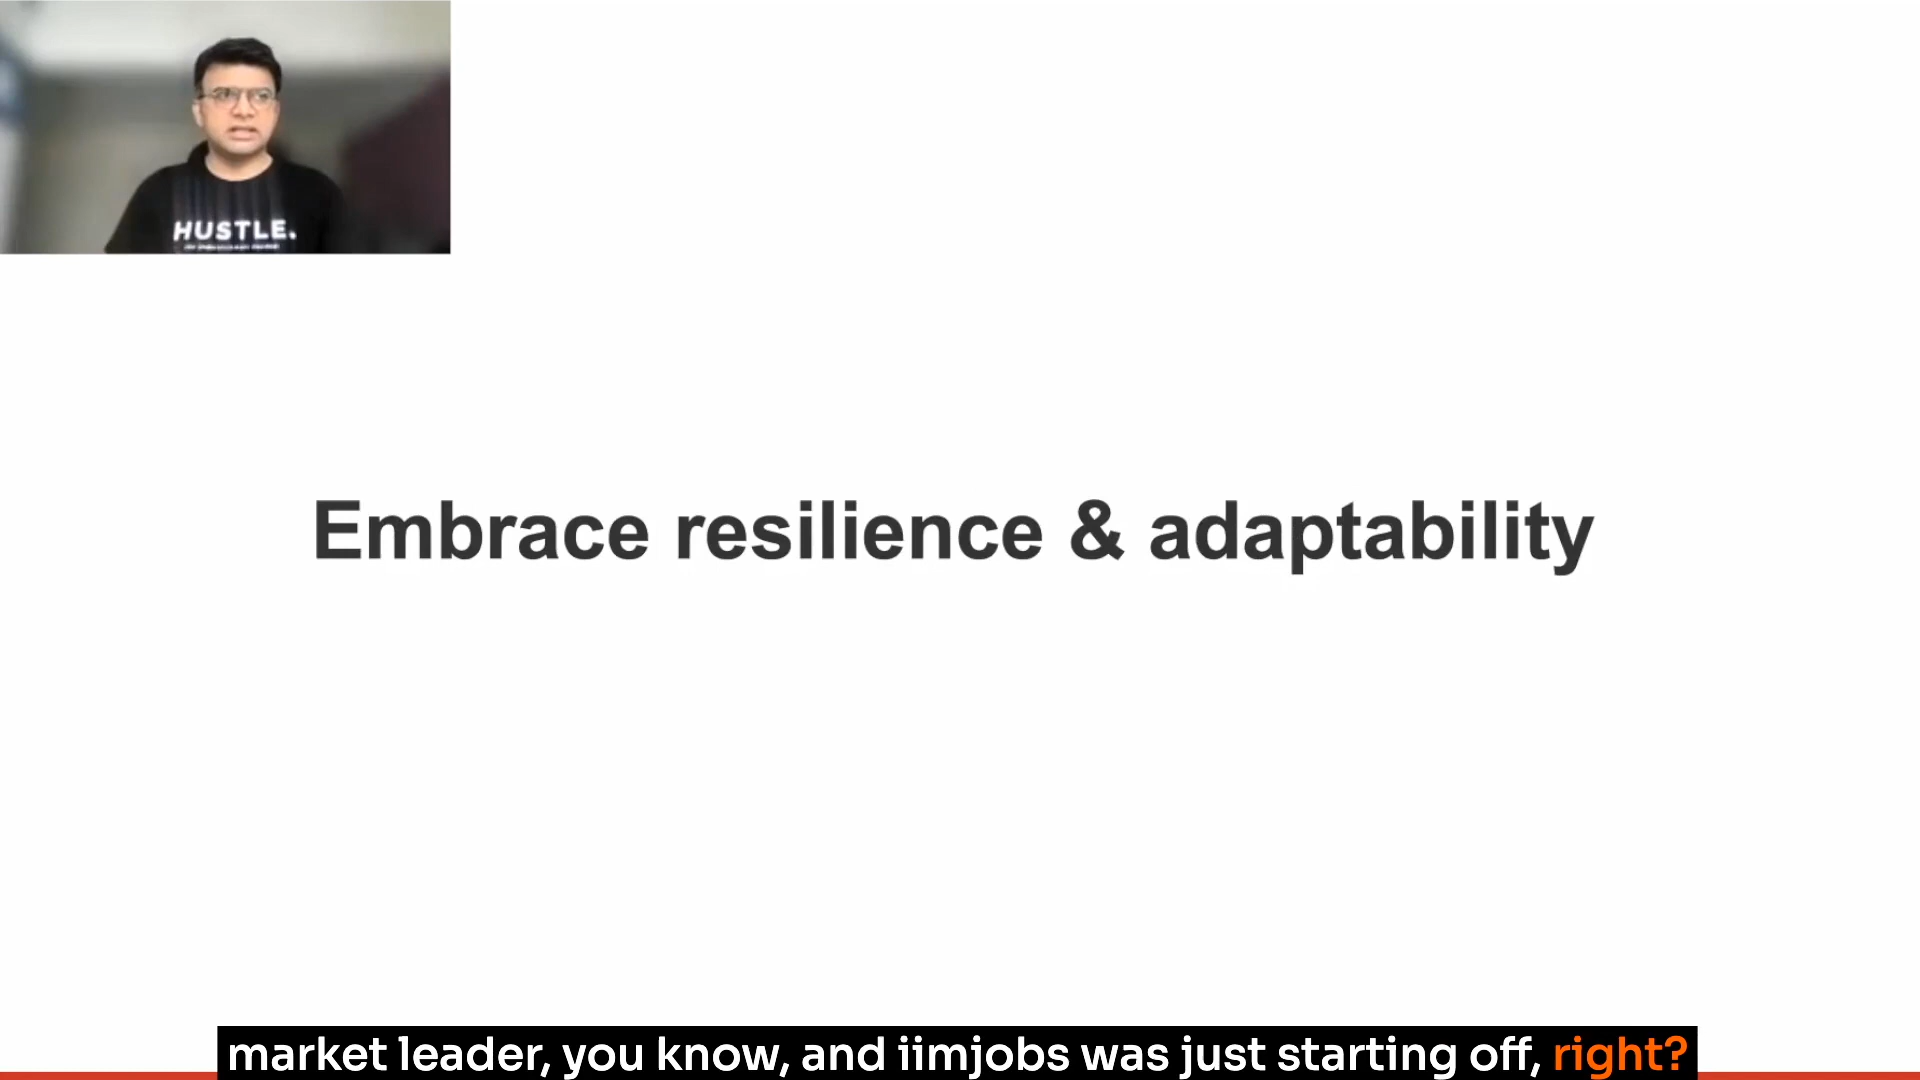 HUSTLE.
Embrace resilience & adaptability
market leader, you know, and iimjobs was just starting off, right?